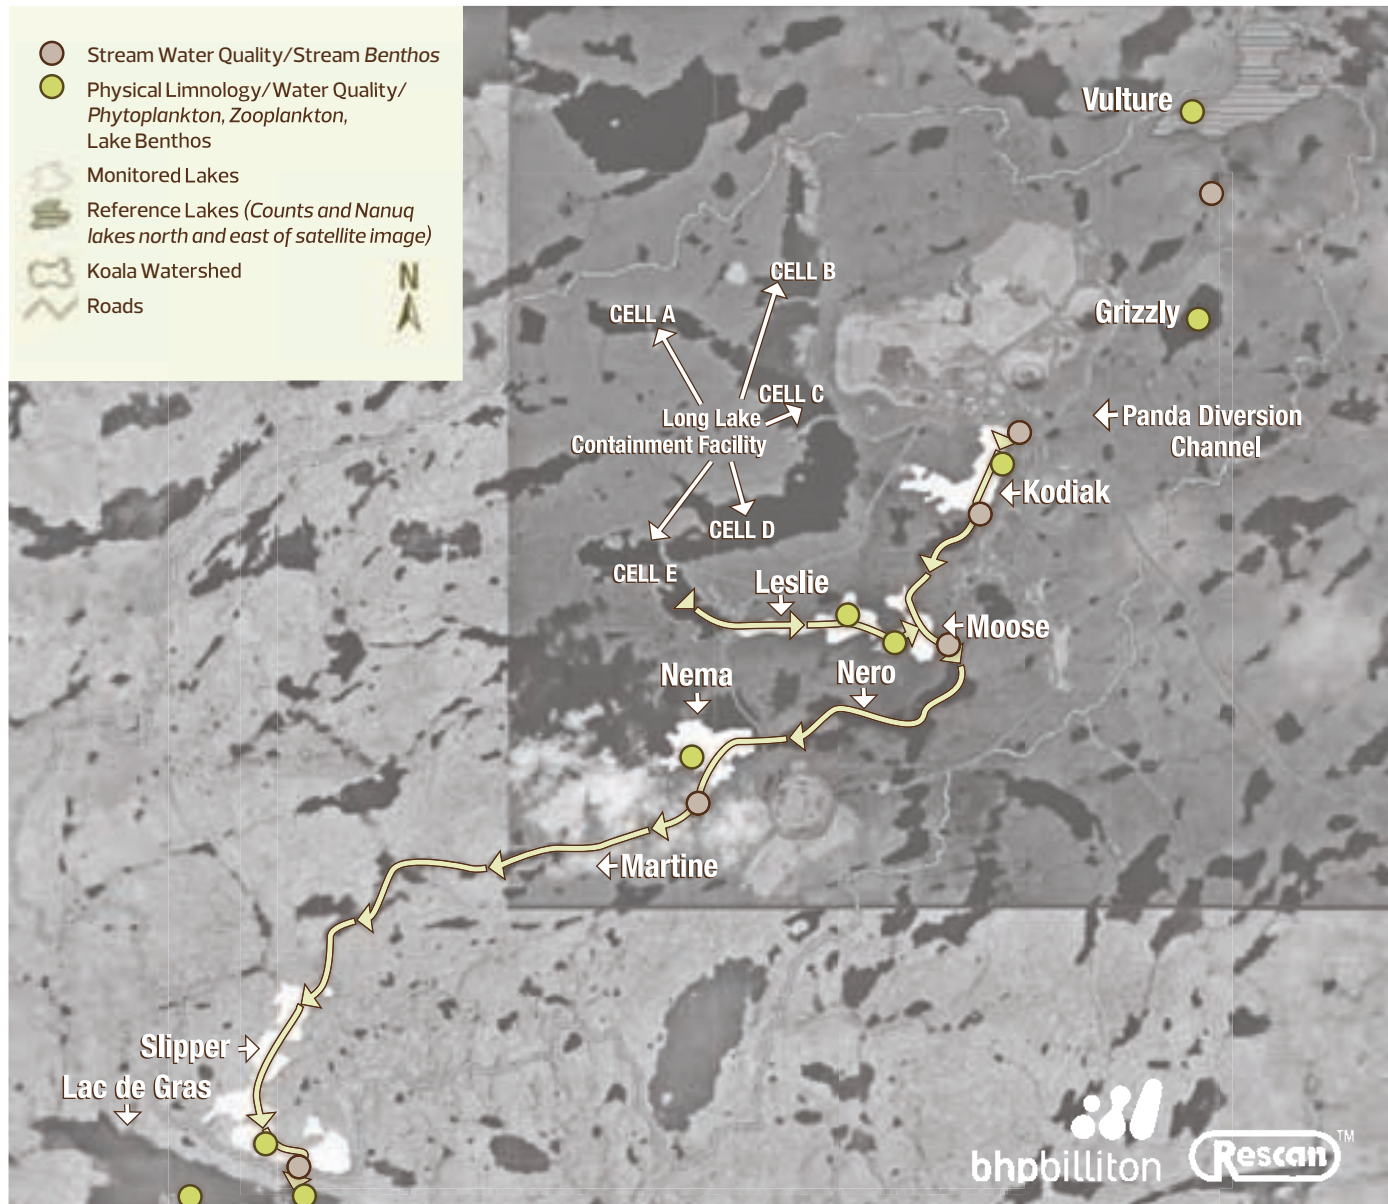 Stream Water Quality/Stream Benthos
Physical Limnology/Water Quality/
Phytoplankton, Zooplankton,
Lake Benthos
Monitored Lakes
Reference Lakes (Counts and Nanuq
lakes north and east of satellite image)
Koala Watershed
Roads
N
Vulture
CELL B
CELL A
Grizzly
CELL C
Long Lake
Containment Facility
Panda Diversion
Channel
Kodiak
CELL D
CELL E
Leslie
Moose
Nema
Nero
Martine
Slipper
Lac de Gras
bhpbilliton
Rescan™